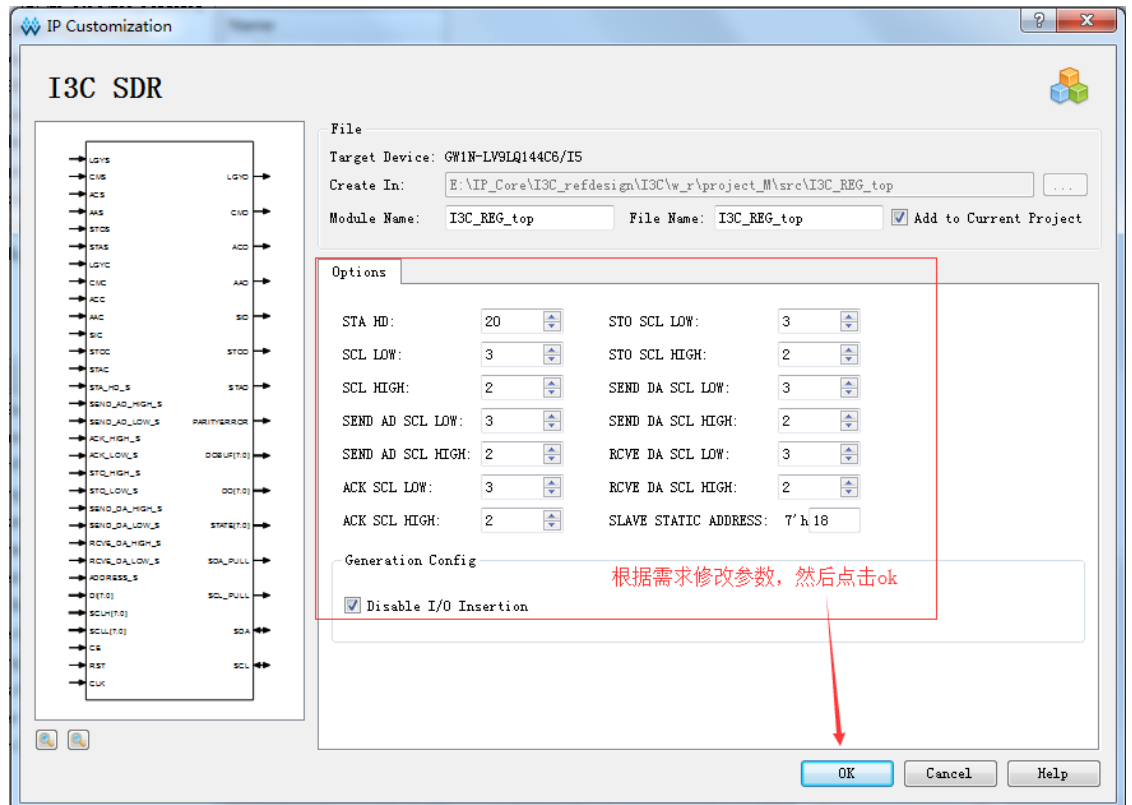 IP Customization
I3C SDR
File
Target Device: GW1N-LV9LQ144C6/I5
Create In: E:\IP_Core\I3C_refdesign\I3C\w_r\project_M\src\I3C_REG_top ...
Module Name: I3C_REG_top File Name: I3C_REG_top Add to Current Project
Options
STA HD: 20 STO SCL LOW: 3
SCL LOW: 3 STO SCL HIGH: 2
SCL HIGH: 2 SEND DA SCL LOW: 3
SEND AD SCL LOW: 3 SEND DA SCL HIGH: 2
SEND AD SCL HIGH: 2 RCVE DA SCL LOW: 3
ACK SCL LOW: 3 RCVE DA SCL HIGH: 2
ACK SCL HIGH: 2 SLAVE STATIC ADDRESS: 7'h 18
Generation Config
根据需求修改参数，然后点击ok
Disable I/O Insertion
LGYS
CMS
ACS
AAS
STOS
STAS
LGYC
CMC
ACC
AAC
SIC
STOC
STAC
STA_HD_S
SEND_AD_HIGH_S
SEND_AD_LOW_S
ACK_HIGH_S
ACK_LOW_S
STO_HIGH_S
STO_LOW_S
SEND_DA_HIGH_S
SEND_DA_LOW_S
RCVE_DA_HIGH_S
RCVE_DA_LOW_S
ADDRESS_S
DI[7:0]
SCLH[7:0]
SCLL[7:0]
CE
RST
CLK
LGYO
CMO
ACO
AAO
SIO
STOO
STAO
PARITYERROR
DOBUF[7:0]
DO[7:0]
STATE[7:0]
SDA_PULL
SCL_PULL
SDA
SCL
OK Cancel Help